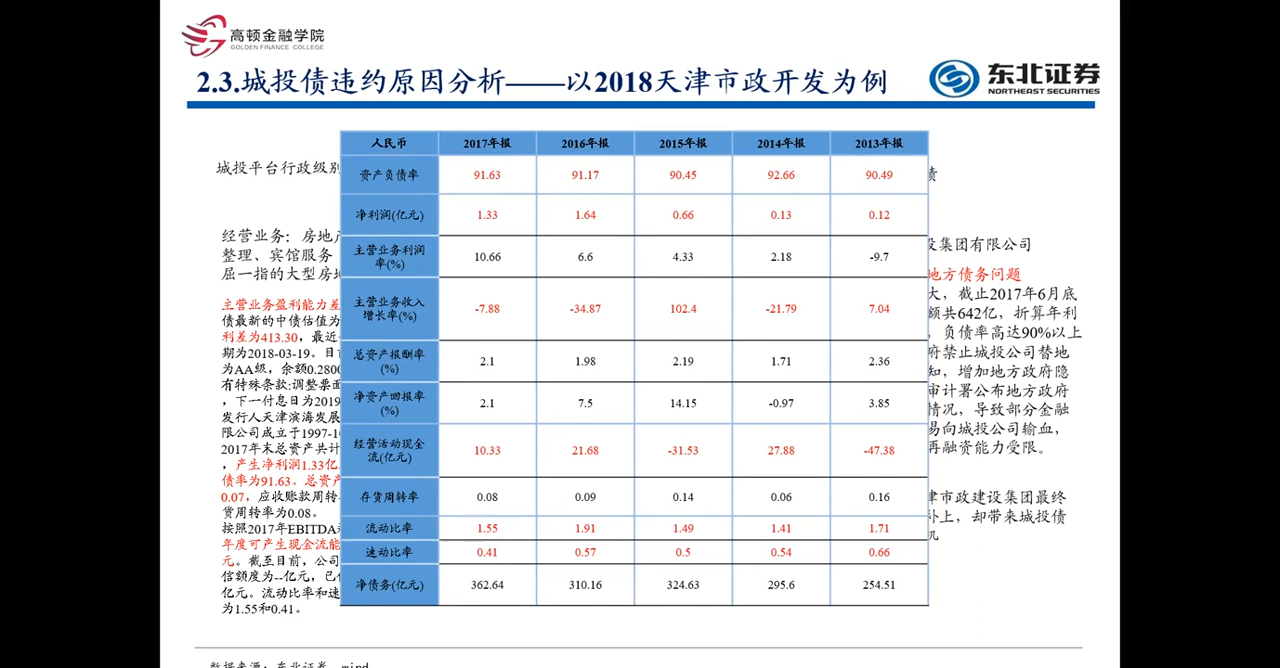 高顿金融学院
GOLDEN FINANCE COLLEGE
2.3.城投债违约原因分析——以2018天津市政开发为例
东北证券
NORTHEAST SECURITIES
人民币 2017年报 2016年报 2015年报 2014年报 2013年报
资产负债率 91.63 91.17 90.45 92.66 90.49
净利润(亿元) 1.33 1.64 0.66 0.13 0.12
主营业务利润率(%) 10.66 6.6 4.33 2.18 -9.7
主营业务收入增长率(%) -7.88 -34.87 102.4 -21.79 7.04
总资产报酬率(%) 2.1 1.98 2.19 1.71 2.36
净资产回报率(%) 2.1 7.5 14.15 -0.97 3.85
经营活动现金流(亿元) 10.33 21.68 -31.53 27.88 -47.38
存货周转率 0.08 0.09 0.14 0.06 0.16
流动比率 1.55 1.91 1.49 1.41 1.71
速动比率 0.41 0.57 0.5 0.54 0.66
净债务(亿元) 362.64 310.16 324.63 295.6 254.51
城投平台行政级别
经营业务：房地产
整理、宾馆服务
屈一指的大型房地
主营业务盈利能力差
债最新的中债估值为
利差为413.30，最近
期为2018-03-19。目前
为AA级，余额0.2800
有特殊条款:调整票面
，下一付息日为2019
发行人天津滨海发展
限公司成立于1997-1
2017年末总资产共计
，产生净利润1.33亿
债率为91.63。总资产
0.07，应收账款周转
货周转率为0.08。
按照2017年EBITDA
年度可产生现金流能
元。截至目前，公司
信额度为--亿元，已使
亿元。流动比率和速
为1.55和0.41。
债
设集团有限公司
地方债务问题
大，截止2017年6月底
额共642亿，折算年利
，负债率高达90%以上
府禁止城投公司替地
知，增加地方政府隐
审计署公布地方政府
情况，导致部分金融
易向城投公司输血，
再融资能力受限。
津市政建设集团最终
补上，却带来城投债
机
数据来源：东北证券，wind